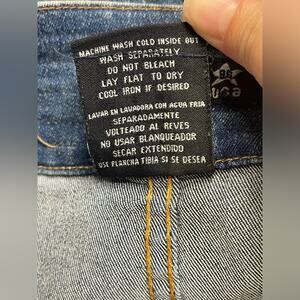 MACHINE WASH COLD INSIDE OUT
WASH SEPARATELY
DO NOT BLEACH
LAY FLAT TO DRY
COOL IRON IF DESIRED
LAVAR EN LAVADORA CON AGUA FRIA
SEPARADAMENTE
VOLTEADO AL REVES
NO USAR BLANQUEADOR
SECAR EXTENDIDO
USE PLANCHA TIBIA SI SE DESEA